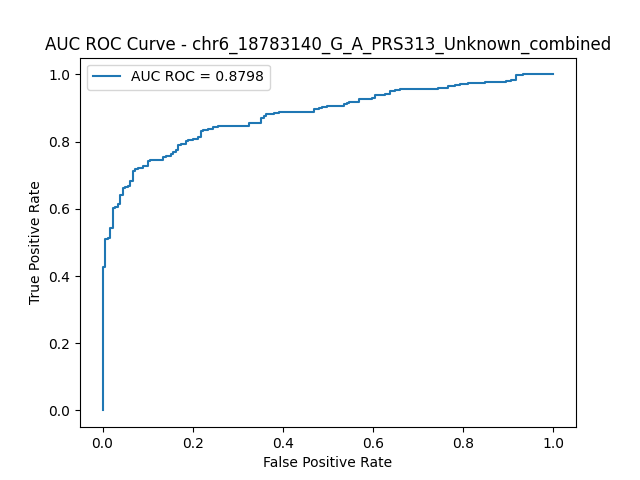 AUC ROC Curve - chr6_18783140_G_A_PRS313_Unknown_combined
AUC ROC = 0.8798
True Positive Rate
1.0
0.8
0.6
0.4
0.2
0.0
0.0 0.2 0.4 0.6 0.8 1.0
False Positive Rate